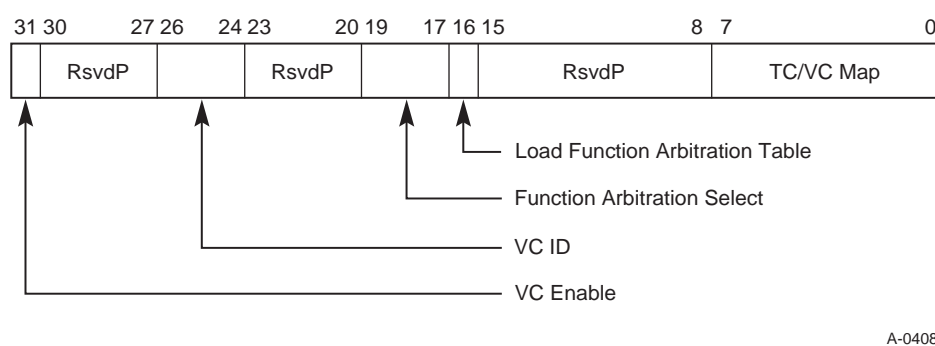 31 30 27 26 24 23 20 19 17 16 15 8 7 0
RsvdP RsvdP RsvdP TC/VC Map
Load Function Arbitration Table
Function Arbitration Select
VC ID
VC Enable
A-0408